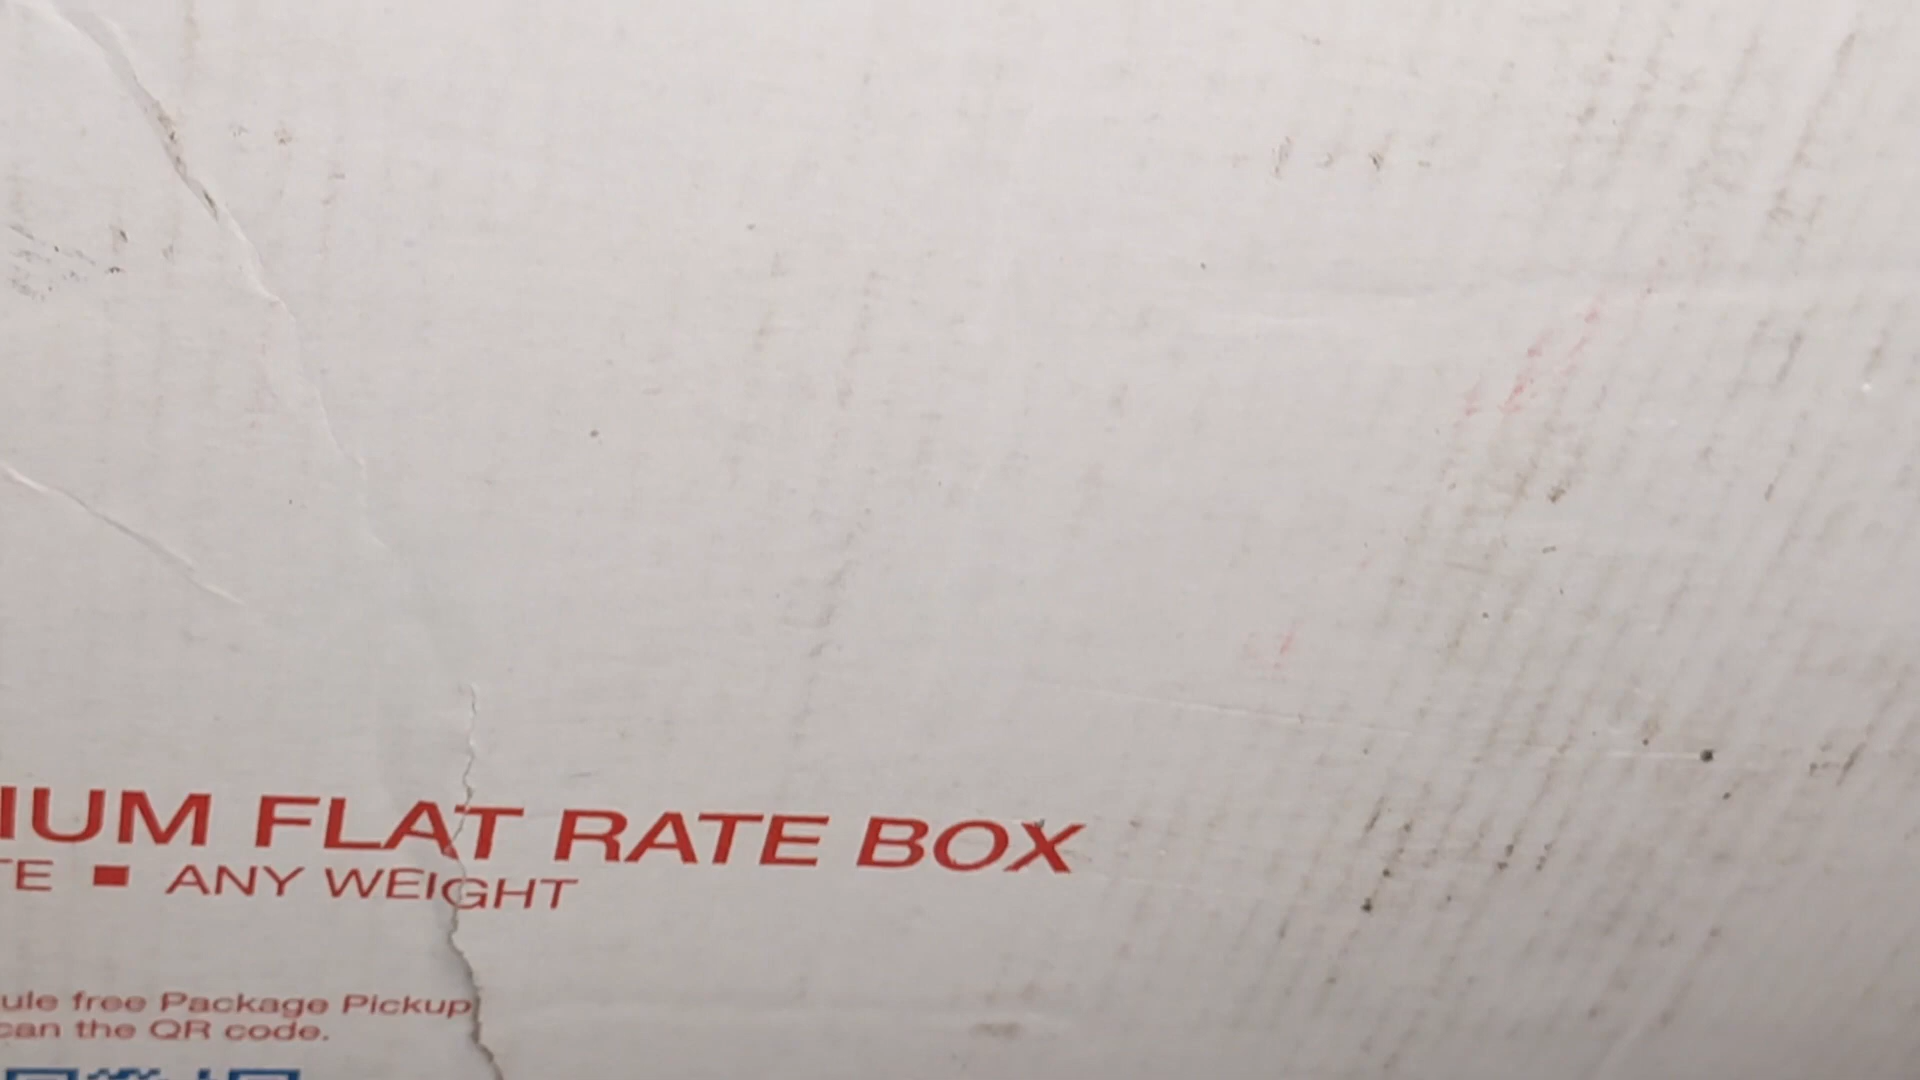 IUM FLAT RATE BOX
TE ■ ANY WEIGHT
ule free Package Pickup
can the QR code.